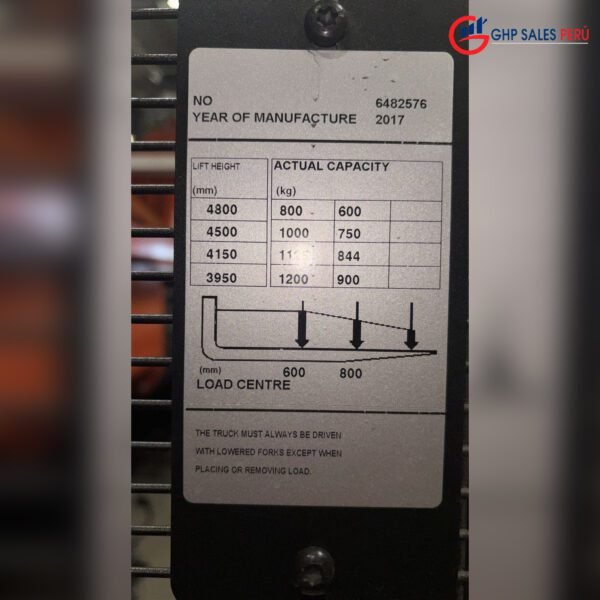 GHP SALES PERÚ
NO 6482576
YEAR OF MANUFACTURE 2017
LIFT HEIGHT ACTUAL CAPACITY
(mm) (kg)
4800 800 600
4500 1000 750
4150 844
3950 1200 900
(mm) 600 800
LOAD CENTRE
THE TRUCK MUST ALWAYS BE DRIVEN
WITH LOWERED FORKS EXCEPT WHEN
PLACING OR REMOVING LOAD.